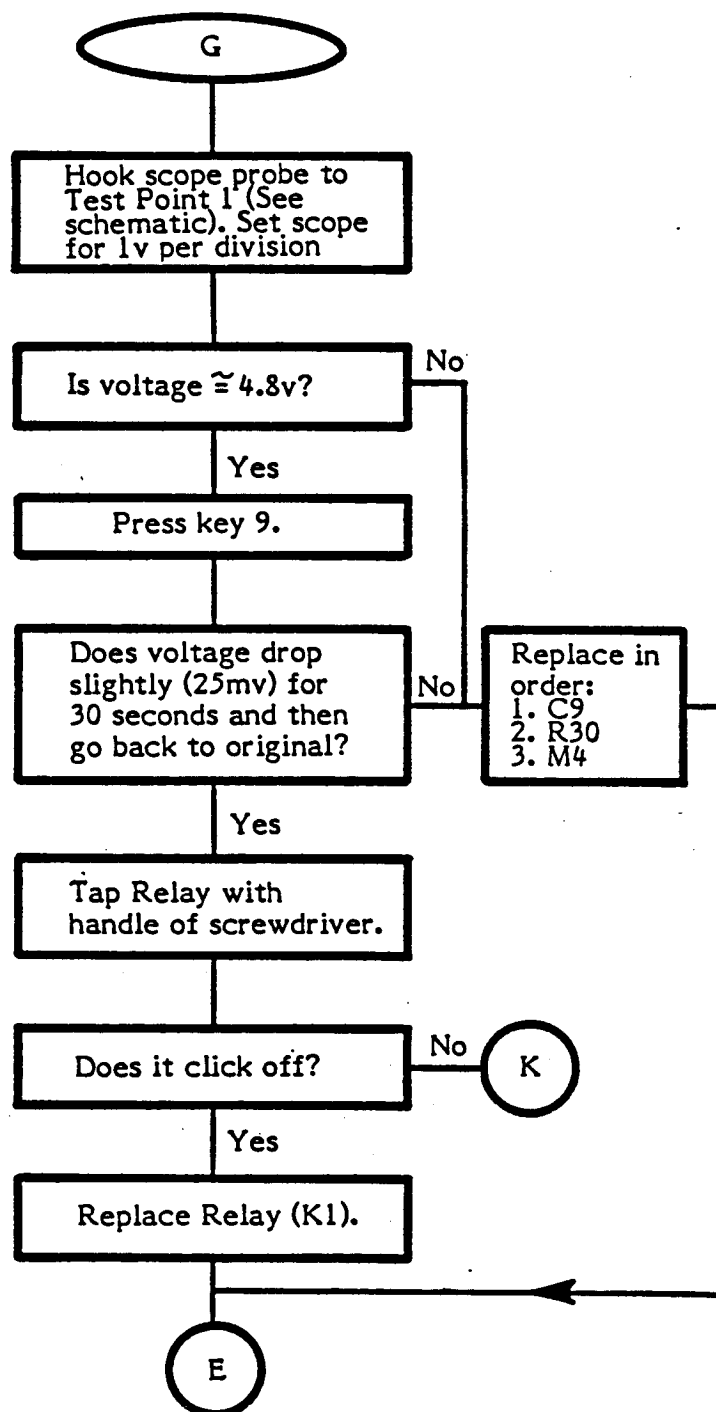 G
Hook scope probe to
Test Point 1 (See
schematic). Set scope
for 1v per division
Is voltage ≅ 4.8v?
No
Yes
Press key 9.
Does voltage drop
slightly (25mv) for
30 seconds and then
go back to original?
No
Replace in
order:
1. C9
2. R30
3. M4
Yes
Tap Relay with
handle of screwdriver.
Does it click off?
No
K
Yes
Replace Relay (K1).
E